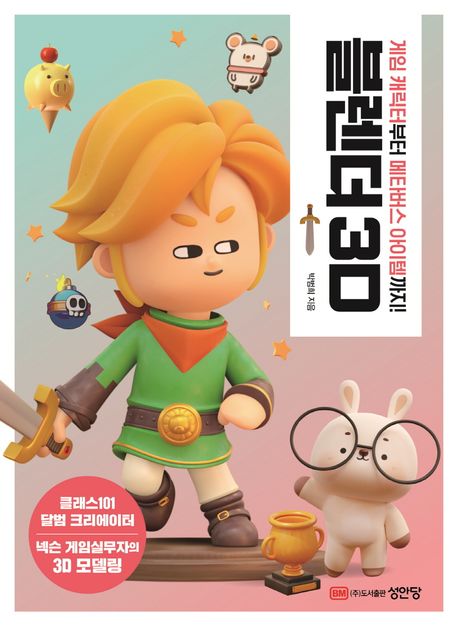 게임 캐릭터부터 메타버스 아이템까지!
블렌더 3D
박범희 지음
클래스101
달범 크리에이터
넥슨 게임실무자의
3D 모델링
BM (주)도서출판 성안당